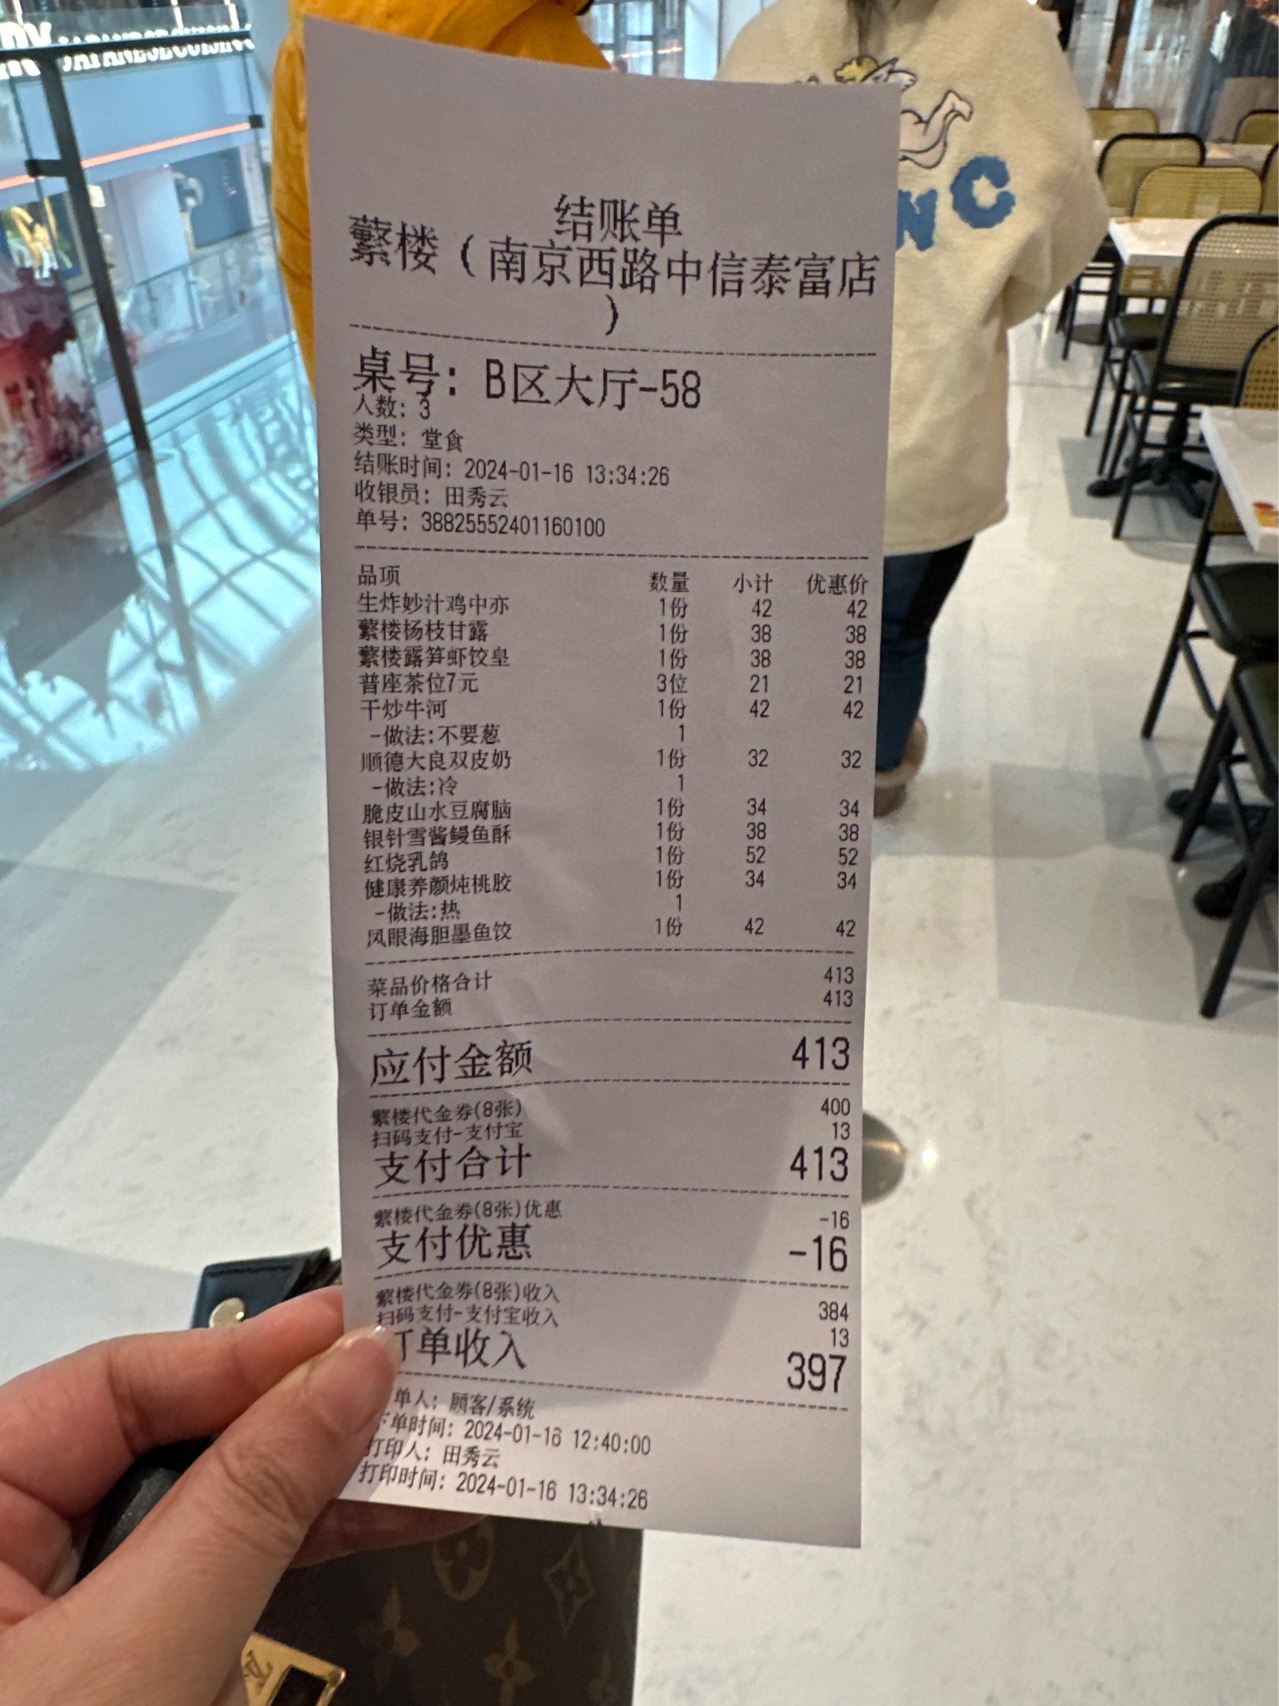 结账单
蘩楼（南京西路中信泰富店
）
桌号：B区大厅-58
人数：3
类型：堂食
结账时间：2024-01-16 13:34:26
收银员：田秀云
单号：38825552401160100
品项 数量 小计 优惠价
生炸妙汁鸡中亦 1份 42 42
蘩楼杨枝甘露 1份 38 38
蘩楼露笋虾饺皇 1份 38 38
普座茶位7元 3位 21 21
干炒牛河 1份 42 42
-做法:不要葱 1
顺德大良双皮奶 1份 32 32
-做法:冷 1
脆皮山水豆腐脑 1份 34 34
银针雪酱鳗鱼酥 1份 38 38
红烧乳鸽 1份 52 52
健康养颜炖桃胶 1份 34 34
-做法:热 1
凤眼海胆墨鱼饺 1份 42 42
菜品价格合计 413
订单金额 413
应付金额 413
蘩楼代金券(8张) 400
扫码支付-支付宝 13
支付合计 413
蘩楼代金券(8张)优惠 -16
支付优惠 -16
蘩楼代金券(8张)收入 384
扫码支付-支付宝收入 13
订单收入 397
单人：顾客/系统
下单时间：2024-01-16 12:40:00
打印人：田秀云
打印时间：2024-01-16 13:34:26
NC